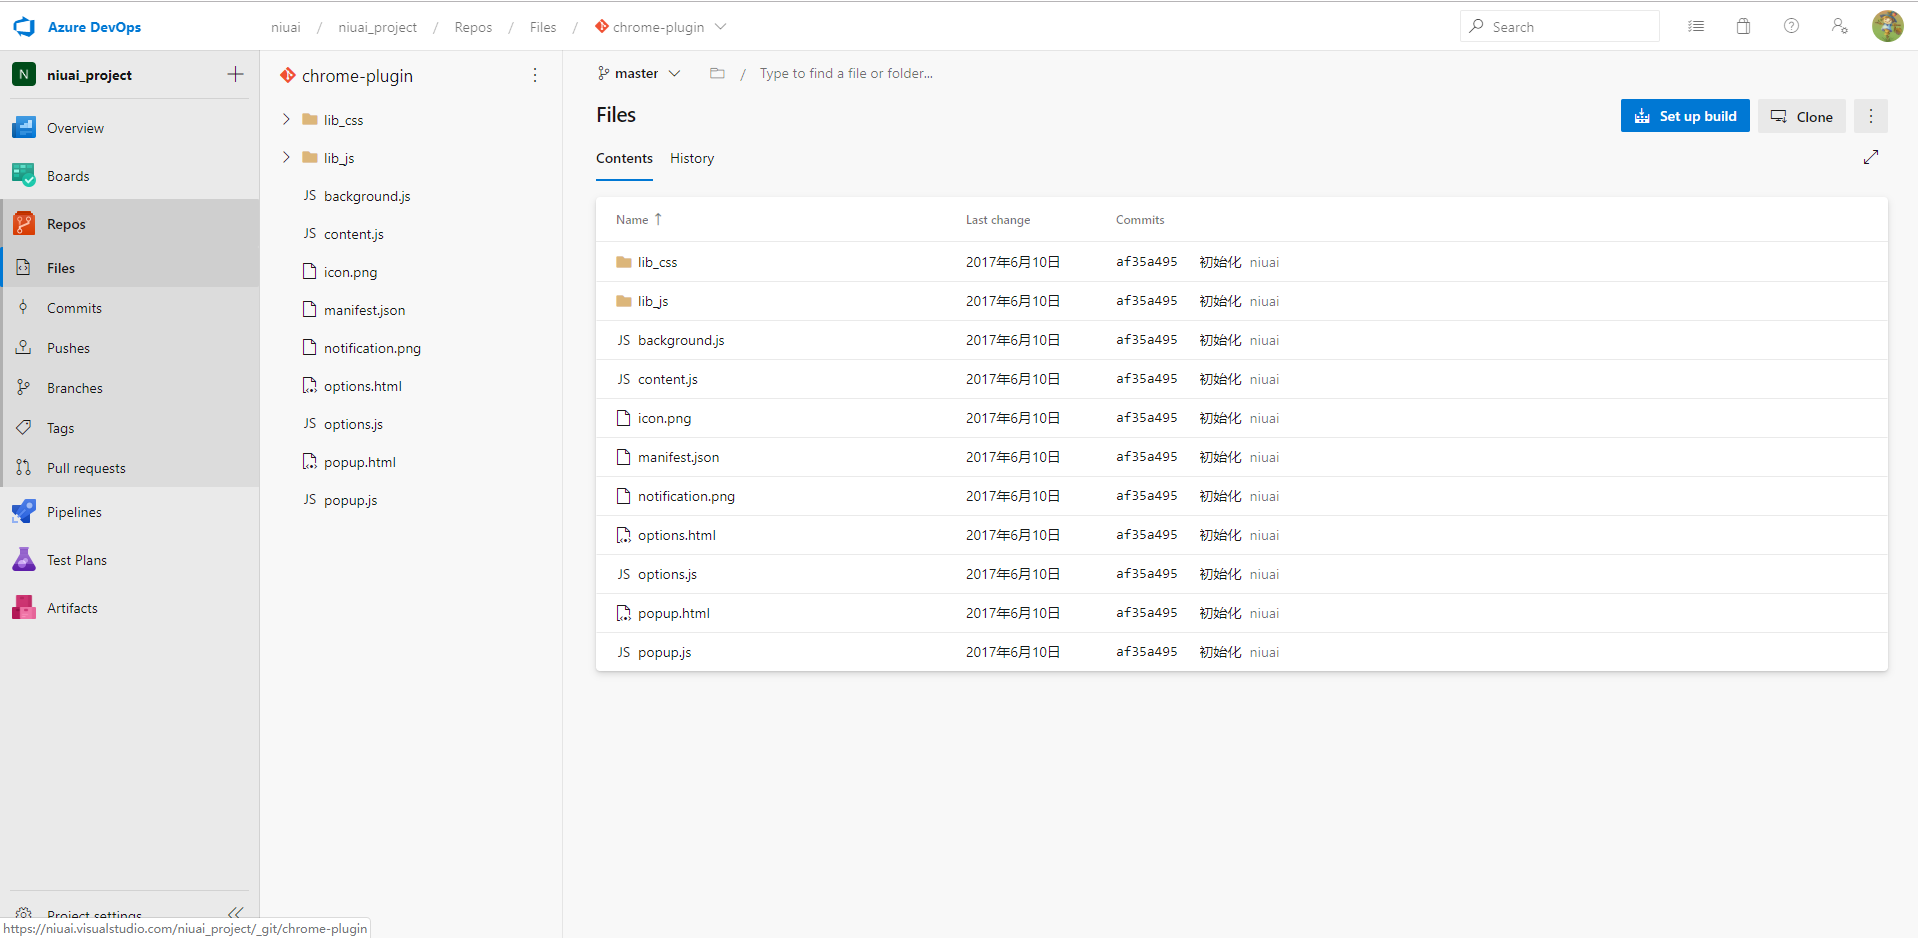 Azure DevOps
niuai / niuai_project / Repos / Files / chrome-plugin
Search
N niuai_project
Overview
Boards
Repos
Files
Commits
Pushes
Branches
Tags
Pull requests
Pipelines
Test Plans
Artifacts
Project settings
https://niuai.visualstudio.com/niuai_project/_git/chrome-plugin
chrome-plugin
lib_css
lib_js
JS background.js
JS content.js
icon.png
manifest.json
notification.png
options.html
JS options.js
popup.html
JS popup.js
master / Type to find a file or folder...
Files
Set up build Clone
Contents History
Name Last change Commits
lib_css 2017年6月10日 af35a495 初始化 niuai
lib_js 2017年6月10日 af35a495 初始化 niuai
JS background.js 2017年6月10日 af35a495 初始化 niuai
JS content.js 2017年6月10日 af35a495 初始化 niuai
icon.png 2017年6月10日 af35a495 初始化 niuai
manifest.json 2017年6月10日 af35a495 初始化 niuai
notification.png 2017年6月10日 af35a495 初始化 niuai
options.html 2017年6月10日 af35a495 初始化 niuai
JS options.js 2017年6月10日 af35a495 初始化 niuai
popup.html 2017年6月10日 af35a495 初始化 niuai
JS popup.js 2017年6月10日 af35a495 初始化 niuai